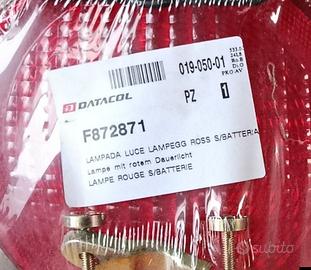 019-050-01
DATACOL
PZ 1
F872871
LAMPADA LUCE LAMPEGG ROSS S/BATTERIA
Lampe mit rotem Dauerlicht
LAMPE ROUGE S/BATTERIE
subito